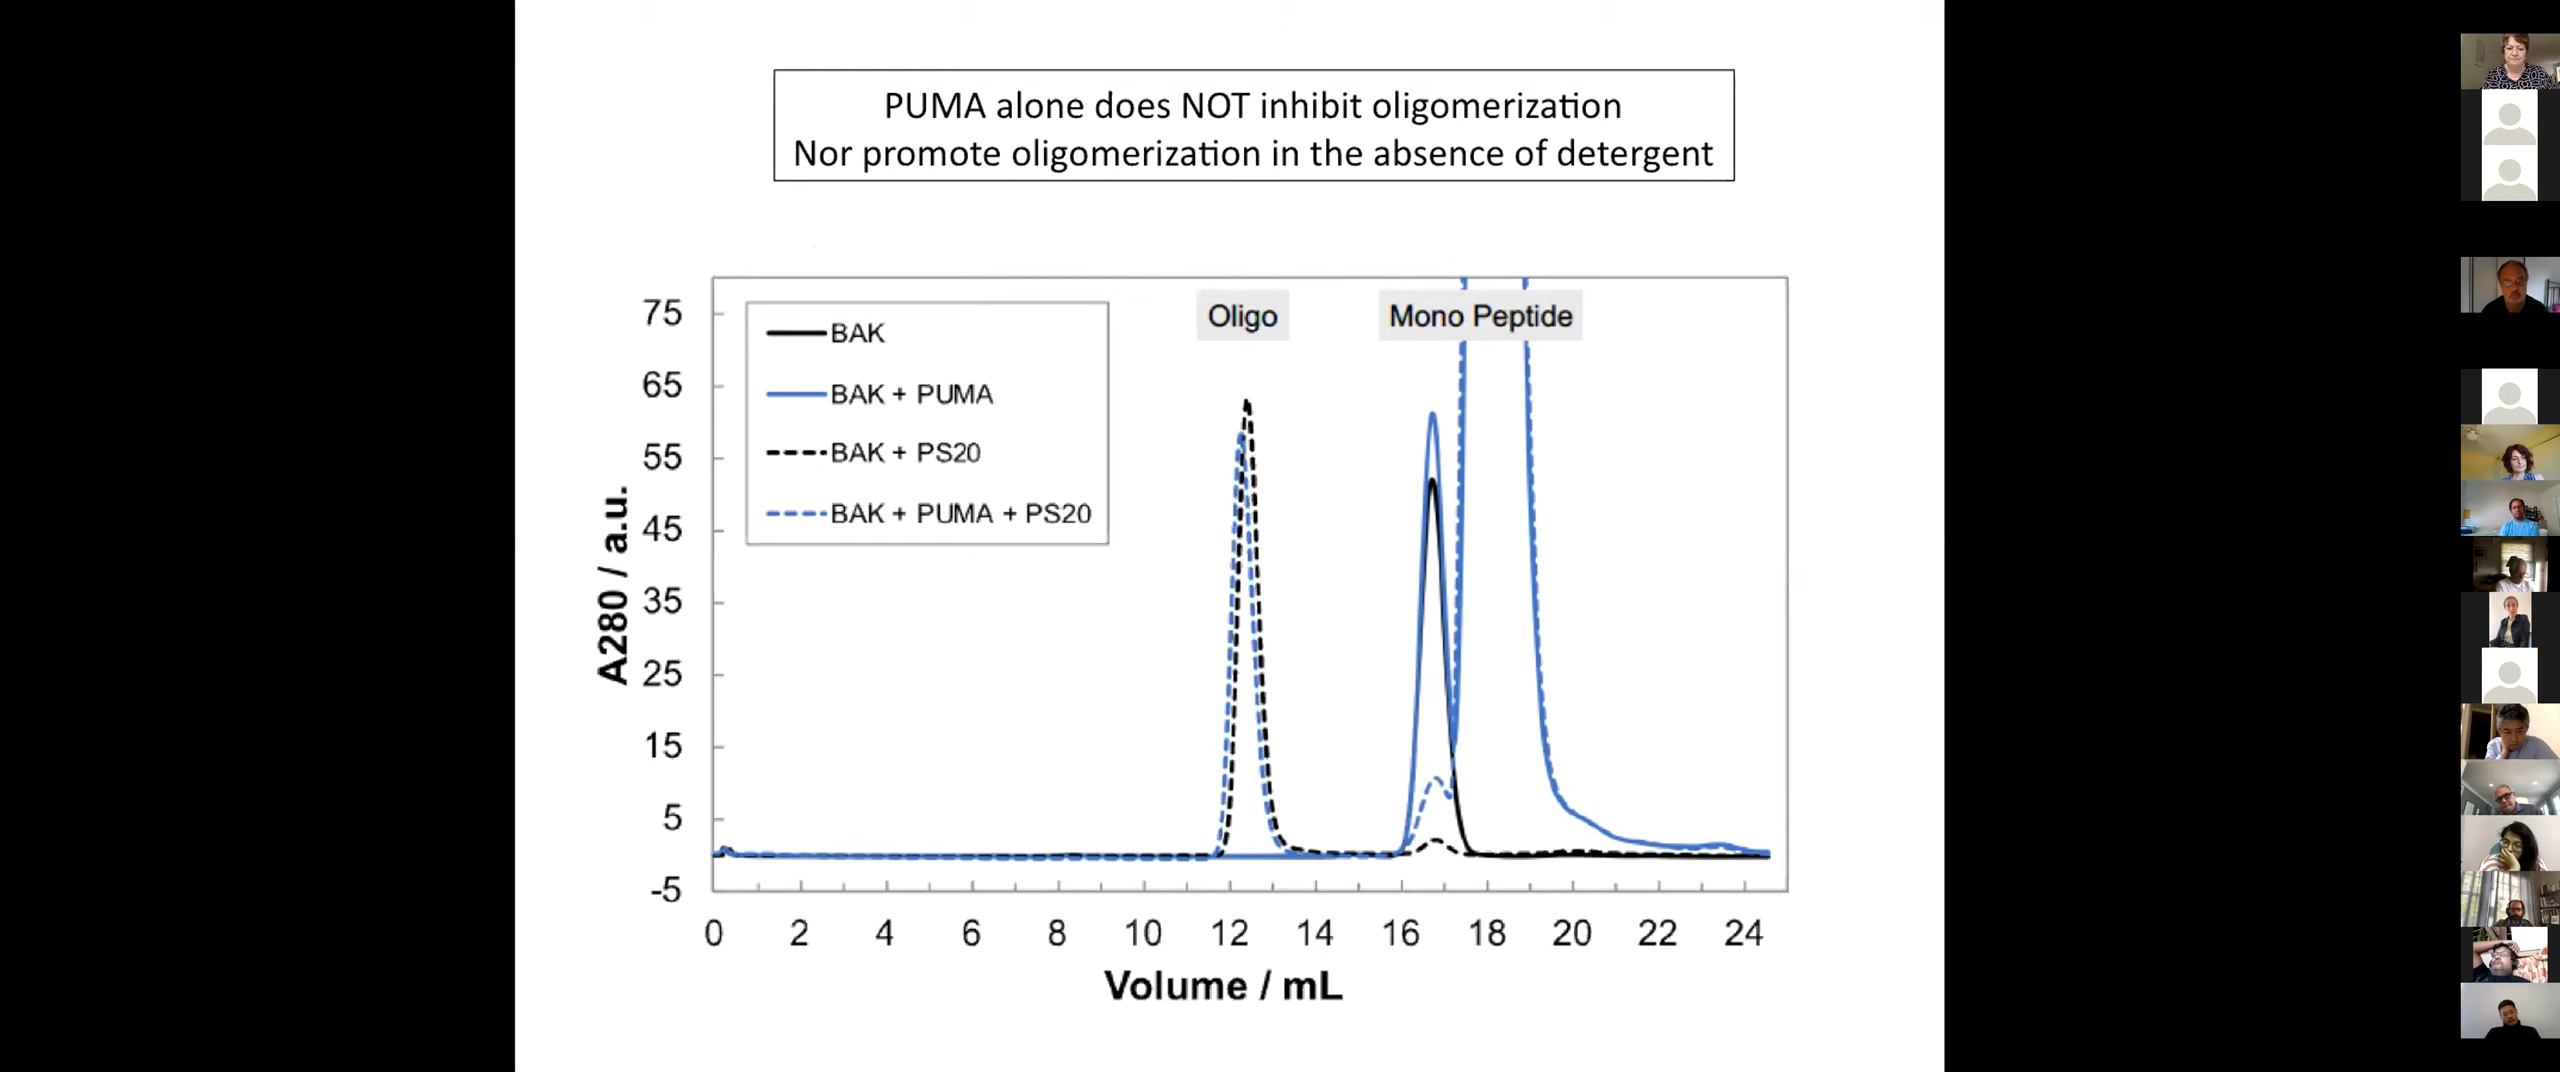 PUMA alone does NOT inhibit oligomerization
Nor promote oligomerization in the absence of detergent
Oligo
Mono Peptide
BAK
BAK + PUMA
BAK + PS20
BAK + PUMA + PS20
75
65
55
45
35
25
15
5
-5
A280 / a.u.
0 2 4 6 8 10 12 14 16 18 20 22 24
Volume / mL